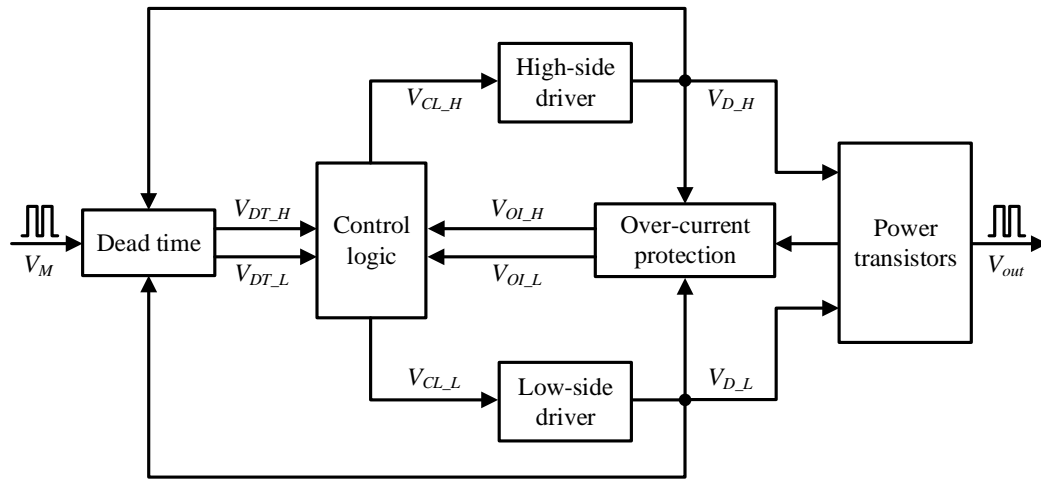 High-side
driver
V_CL_H
V_D_H
V_DT_H
V_OI_H
Control
logic
Over-current
protection
Power
transistors
Dead time
V_M
V_DT_L
V_OI_L
V_out
V_CL_L
Low-side
driver
V_D_L